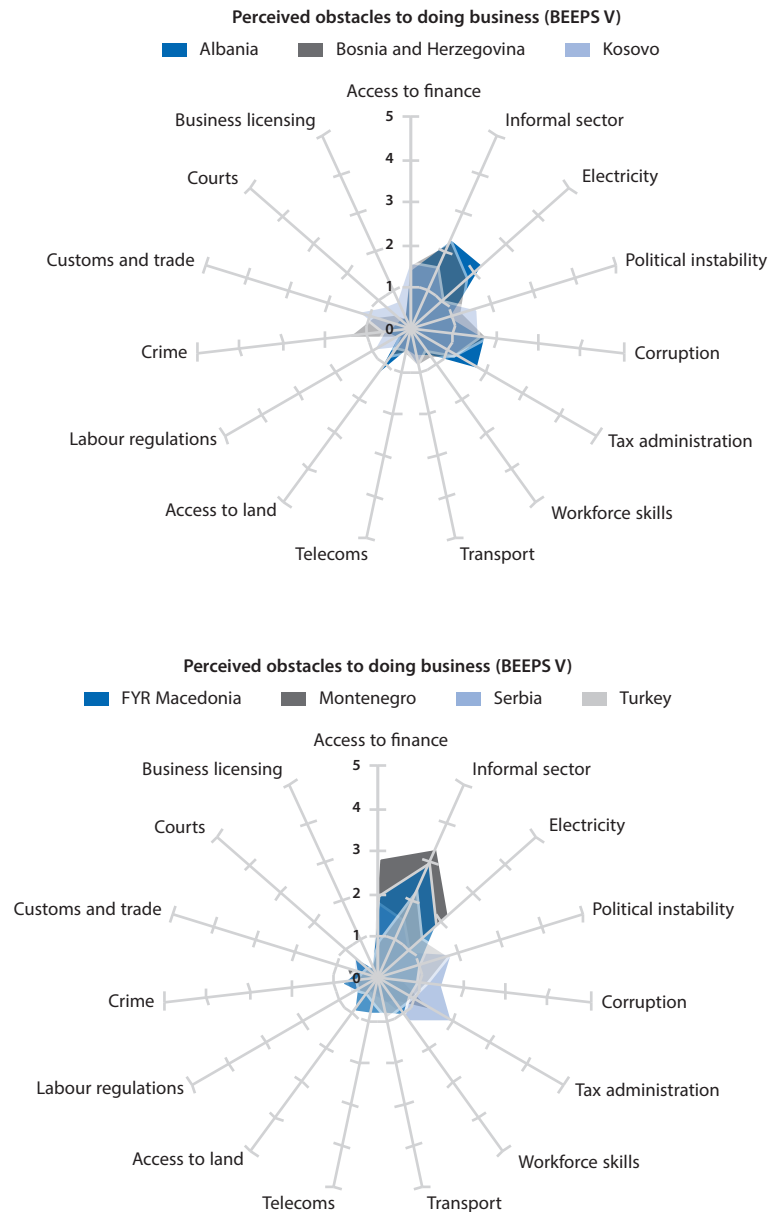 Perceived obstacles to doing business (BEEPS V)
Albania Bosnia and Herzegovina Kosovo
Access to finance
Business licensing
Informal sector
Courts
Electricity
Customs and trade
Political instability
Crime
Corruption
Labour regulations
Tax administration
Access to land
Workforce skills
Telecoms
Transport
5
4
3
2
1
0
Perceived obstacles to doing business (BEEPS V)
FYR Macedonia Montenegro Serbia Turkey
Access to finance
Business licensing
Informal sector
Courts
Electricity
Customs and trade
Political instability
Crime
Corruption
Labour regulations
Tax administration
Access to land
Workforce skills
Telecoms
Transport
5
4
3
2
1
0